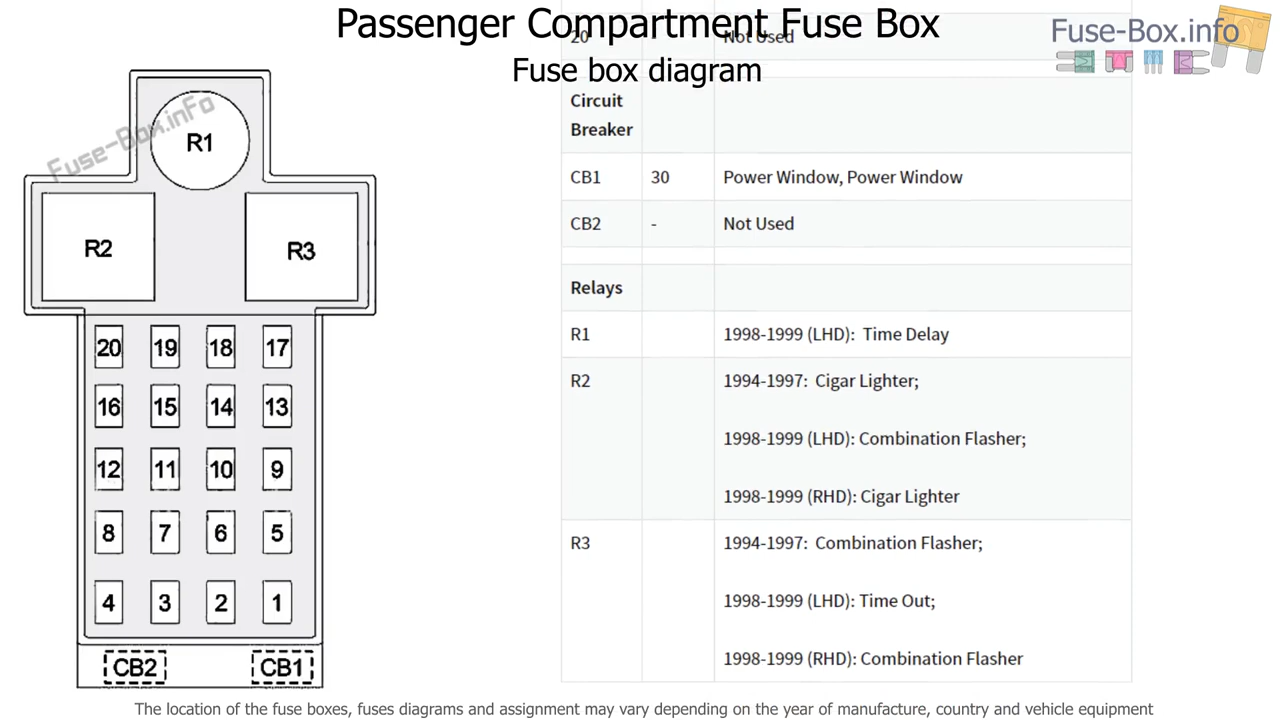 Passenger Compartment Fuse Box
Fuse box diagram
Fuse-Box.info
Fuse-Box.inFo
R1
R2
R3
20 19 18 17
16 15 14 13
12 11 10 9
8 7 6 5
4 3 2 1
CB2 CB1
20 Not Used
Circuit
Breaker
CB1 30 Power Window, Power Window
CB2 - Not Used
Relays
R1 1998-1999 (LHD): Time Delay
R2 1994-1997: Cigar Lighter;
1998-1999 (LHD): Combination Flasher;
1998-1999 (RHD): Cigar Lighter
R3 1994-1997: Combination Flasher;
1998-1999 (LHD): Time Out;
1998-1999 (RHD): Combination Flasher
The location of the fuse boxes, fuses diagrams and assignment may vary depending on the year of manufacture, country and vehicle equipment